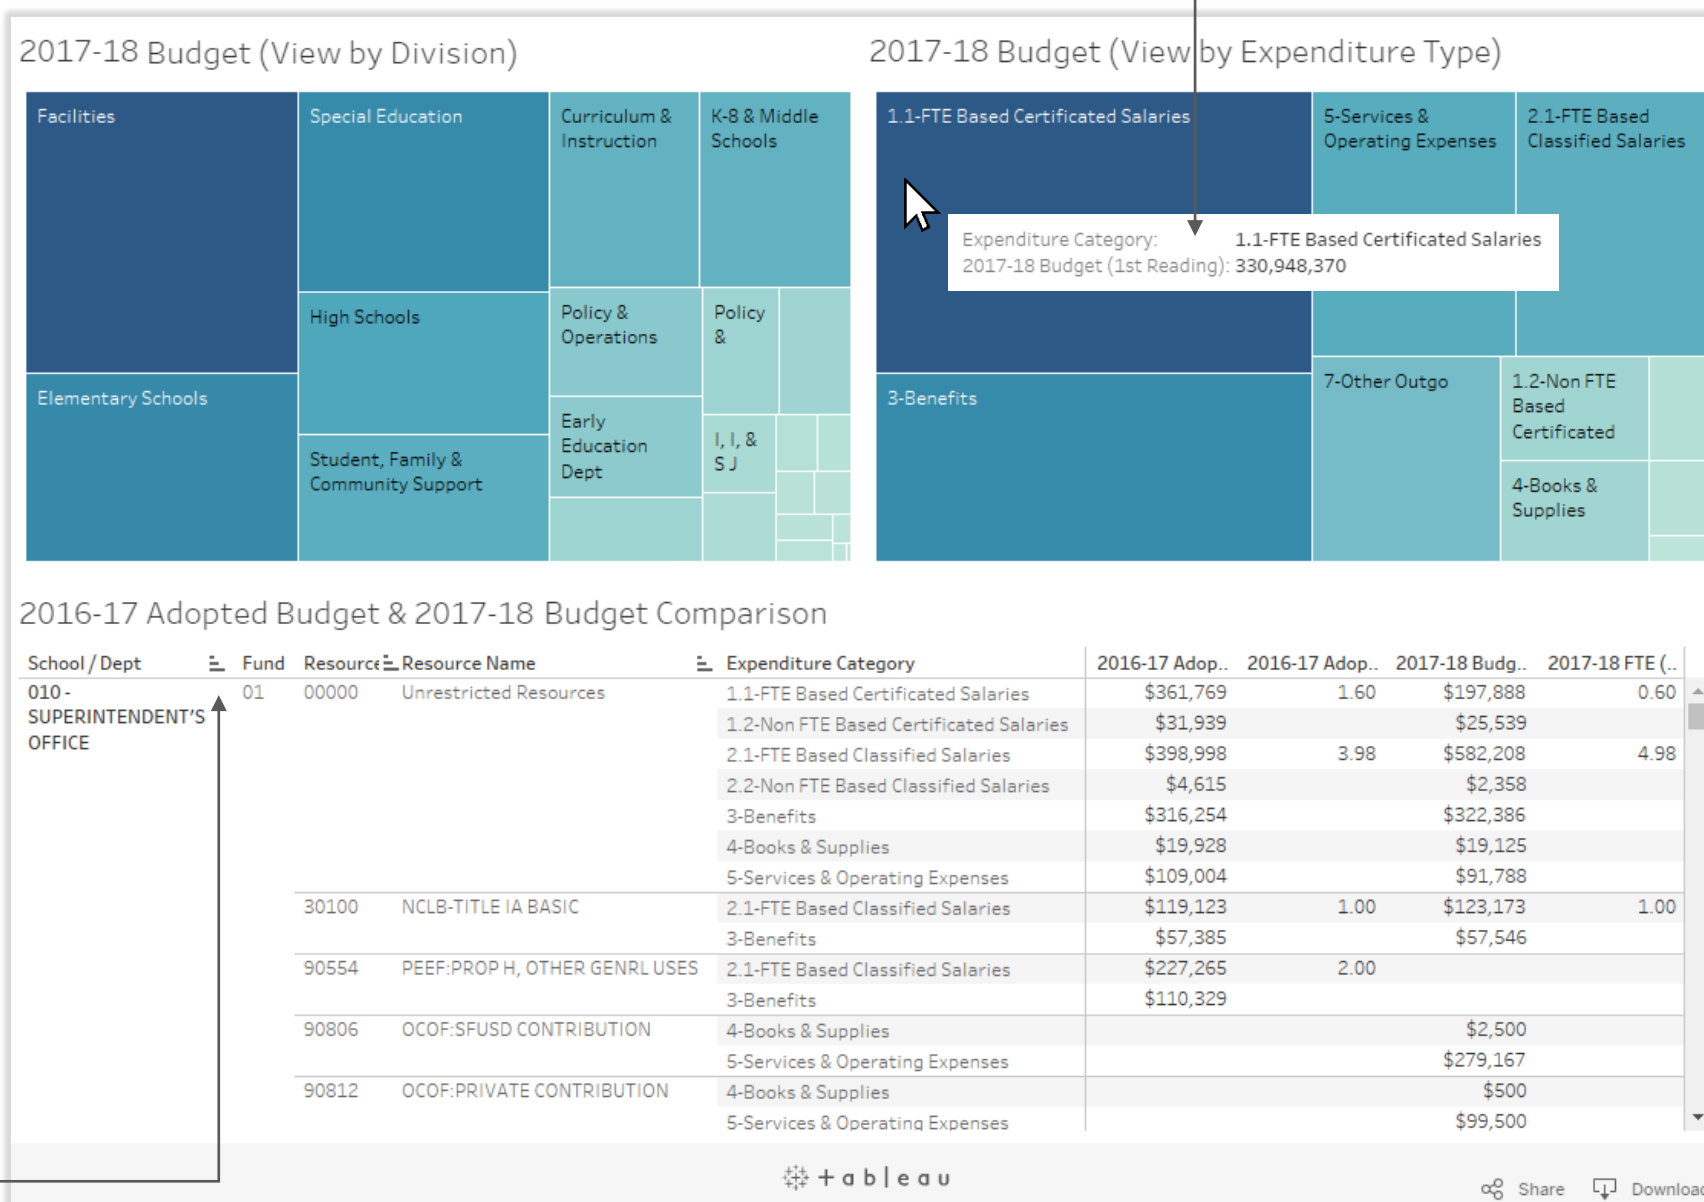 2017-18 Budget (View by Division)
2017-18 Budget (View by Expenditure Type)
Facilities
Special Education
Curriculum &
Instruction
K-8 & Middle
Schools
High Schools
Policy &
Operations
Policy
&
Elementary Schools
Early
Education
Dept
I, I, &
S J
Student, Family &
Community Support
1.1-FTE Based Certificated Salaries
5-Services &
Operating Expenses
2.1-FTE Based
Classified Salaries
Expenditure Category: 1.1-FTE Based Certificated Salaries
2017-18 Budget (1st Reading): 330,948,370
3-Benefits
7-Other Outgo
1.2-Non FTE
Based
Certificated
4-Books &
Supplies
2016-17 Adopted Budget & 2017-18 Budget Comparison
School / Dept Fund Resource Resource Name Expenditure Category 2016-17 Adop.. 2016-17 Adop.. 2017-18 Budg.. 2017-18 FTE (..
010 - 01 00000 Unrestricted Resources 1.1-FTE Based Certificated Salaries $361,769 1.60 $197,888 0.60
SUPERINTENDENT'S 1.2-Non FTE Based Certificated Salaries $31,939 $25,539
OFFICE 2.1-FTE Based Classified Salaries $398,998 3.98 $582,208 4.98
2.2-Non FTE Based Classified Salaries $4,615 $2,358
3-Benefits $316,254 $322,386
4-Books & Supplies $19,928 $19,125
5-Services & Operating Expenses $109,004 $91,788
30100 NCLB-TITLE IA BASIC 2.1-FTE Based Classified Salaries $119,123 1.00 $123,173 1.00
3-Benefits $57,385 $57,546
90554 PEEF:PROP H, OTHER GENRL USES 2.1-FTE Based Classified Salaries $227,265 2.00
3-Benefits $110,329
90806 OCOF:SFUSD CONTRIBUTION 4-Books & Supplies $2,500
5-Services & Operating Expenses $279,167
90812 OCOF:PRIVATE CONTRIBUTION 4-Books & Supplies $500
5-Services & Operating Expenses $99,500
+ableau
Share Download